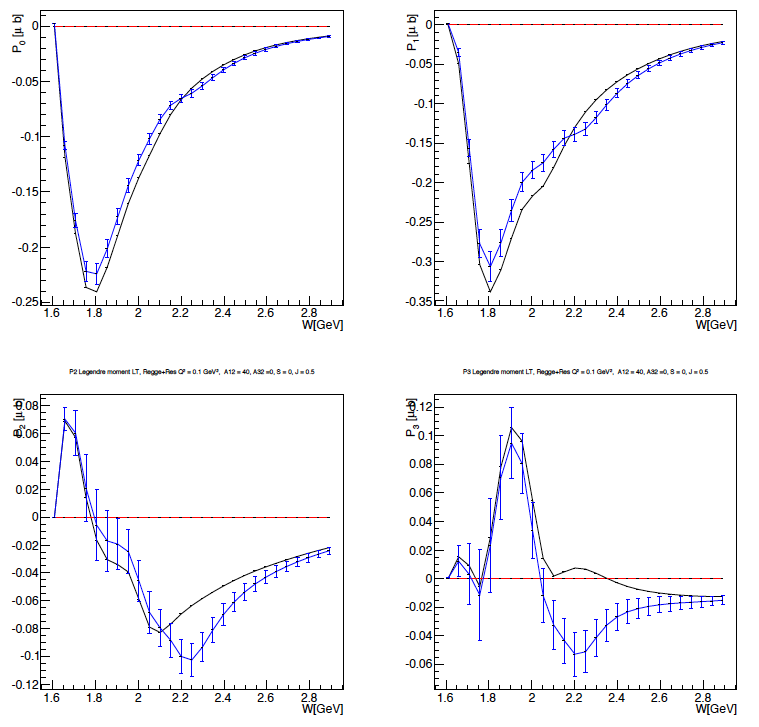 P0 [μ b]
0
-0.05
-0.1
-0.15
-0.2
-0.25
1.6 1.8 2 2.2 2.4 2.6 2.8
W[GeV]
P1 [μ b]
0
-0.05
-0.1
-0.15
-0.2
-0.25
-0.3
-0.35
1.6 1.8 2 2.2 2.4 2.6 2.8
W[GeV]
P2 Legendre moment LT, Regge+Res Q² = 0.1 GeV², A12 = 40, A32 =0, S = 0, J = 0.5
P2 [μ b]
0.08
0.06
0.04
0.02
0
-0.02
-0.04
-0.06
-0.08
-0.1
-0.12
1.6 1.8 2 2.2 2.4 2.6 2.8
W[GeV]
P3 Legendre moment LT, Regge+Res Q² = 0.1 GeV², A12 = 40, A32 =0, S = 0, J = 0.5
P3 [μ b]
0.12
0.1
0.08
0.06
0.04
0.02
0
-0.02
-0.04
-0.06
1.6 1.8 2 2.2 2.4 2.6 2.8
W[GeV]